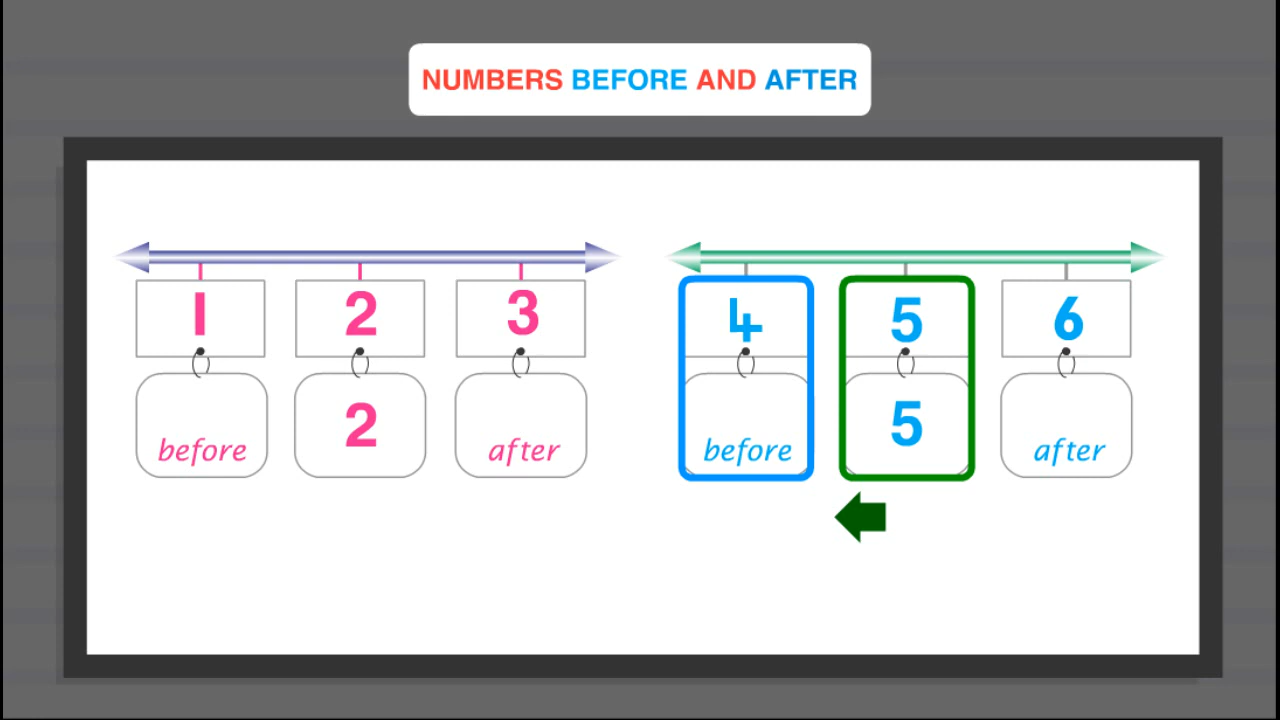 NUMBERS BEFORE AND AFTER
1 2 3
before 2 after
4 5 6
before 5 after